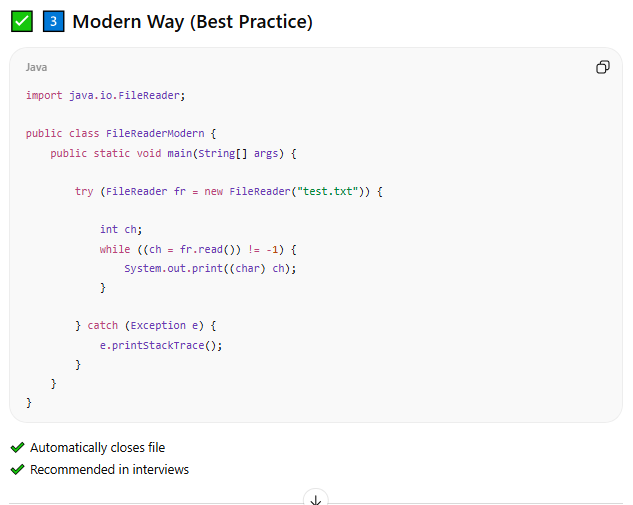 ✅ 3️⃣ Modern Way (Best Practice)
Java
import java.io.FileReader;
public class FileReaderModern {
    public static void main(String[] args) {
        try (FileReader fr = new FileReader("test.txt")) {
            int ch;
            while ((ch = fr.read()) != -1) {
                System.out.print((char) ch);
            }
        } catch (Exception e) {
            e.printStackTrace();
        }
    }
}
✔ Automatically closes file
✔ Recommended in interviews